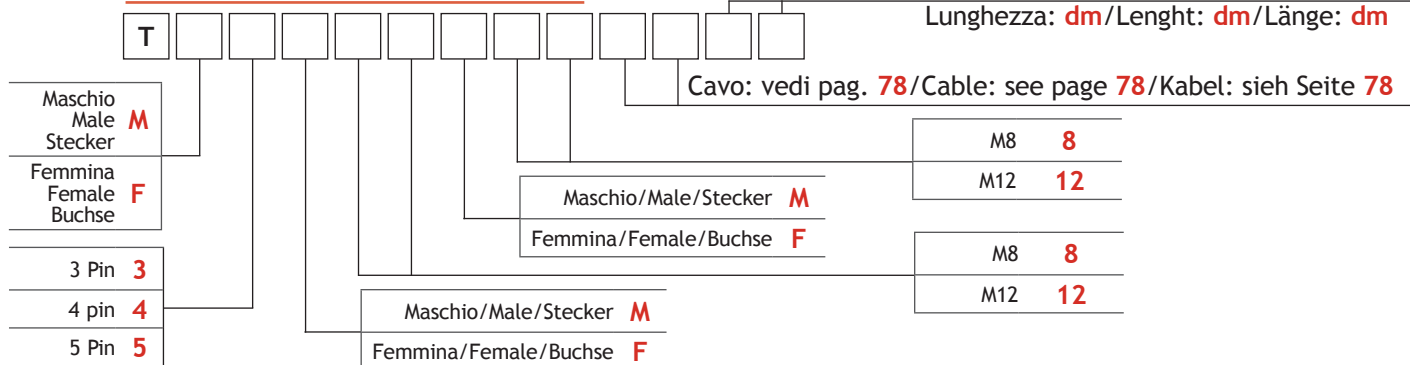 Lunghezza: dm/Lenght: dm/Länge: dm
T
Cavo: vedi pag. 78/Cable: see page 78/Kabel: sieh Seite 78
Maschio
Male M
Stecker
Femmina
Female F
Buchse
M8 8
M12 12
Maschio/Male/Stecker M
Femmina/Female/Buchse F
M8 8
M12 12
3 Pin 3
4 pin 4
5 Pin 5
Maschio/Male/Stecker M
Femmina/Female/Buchse F